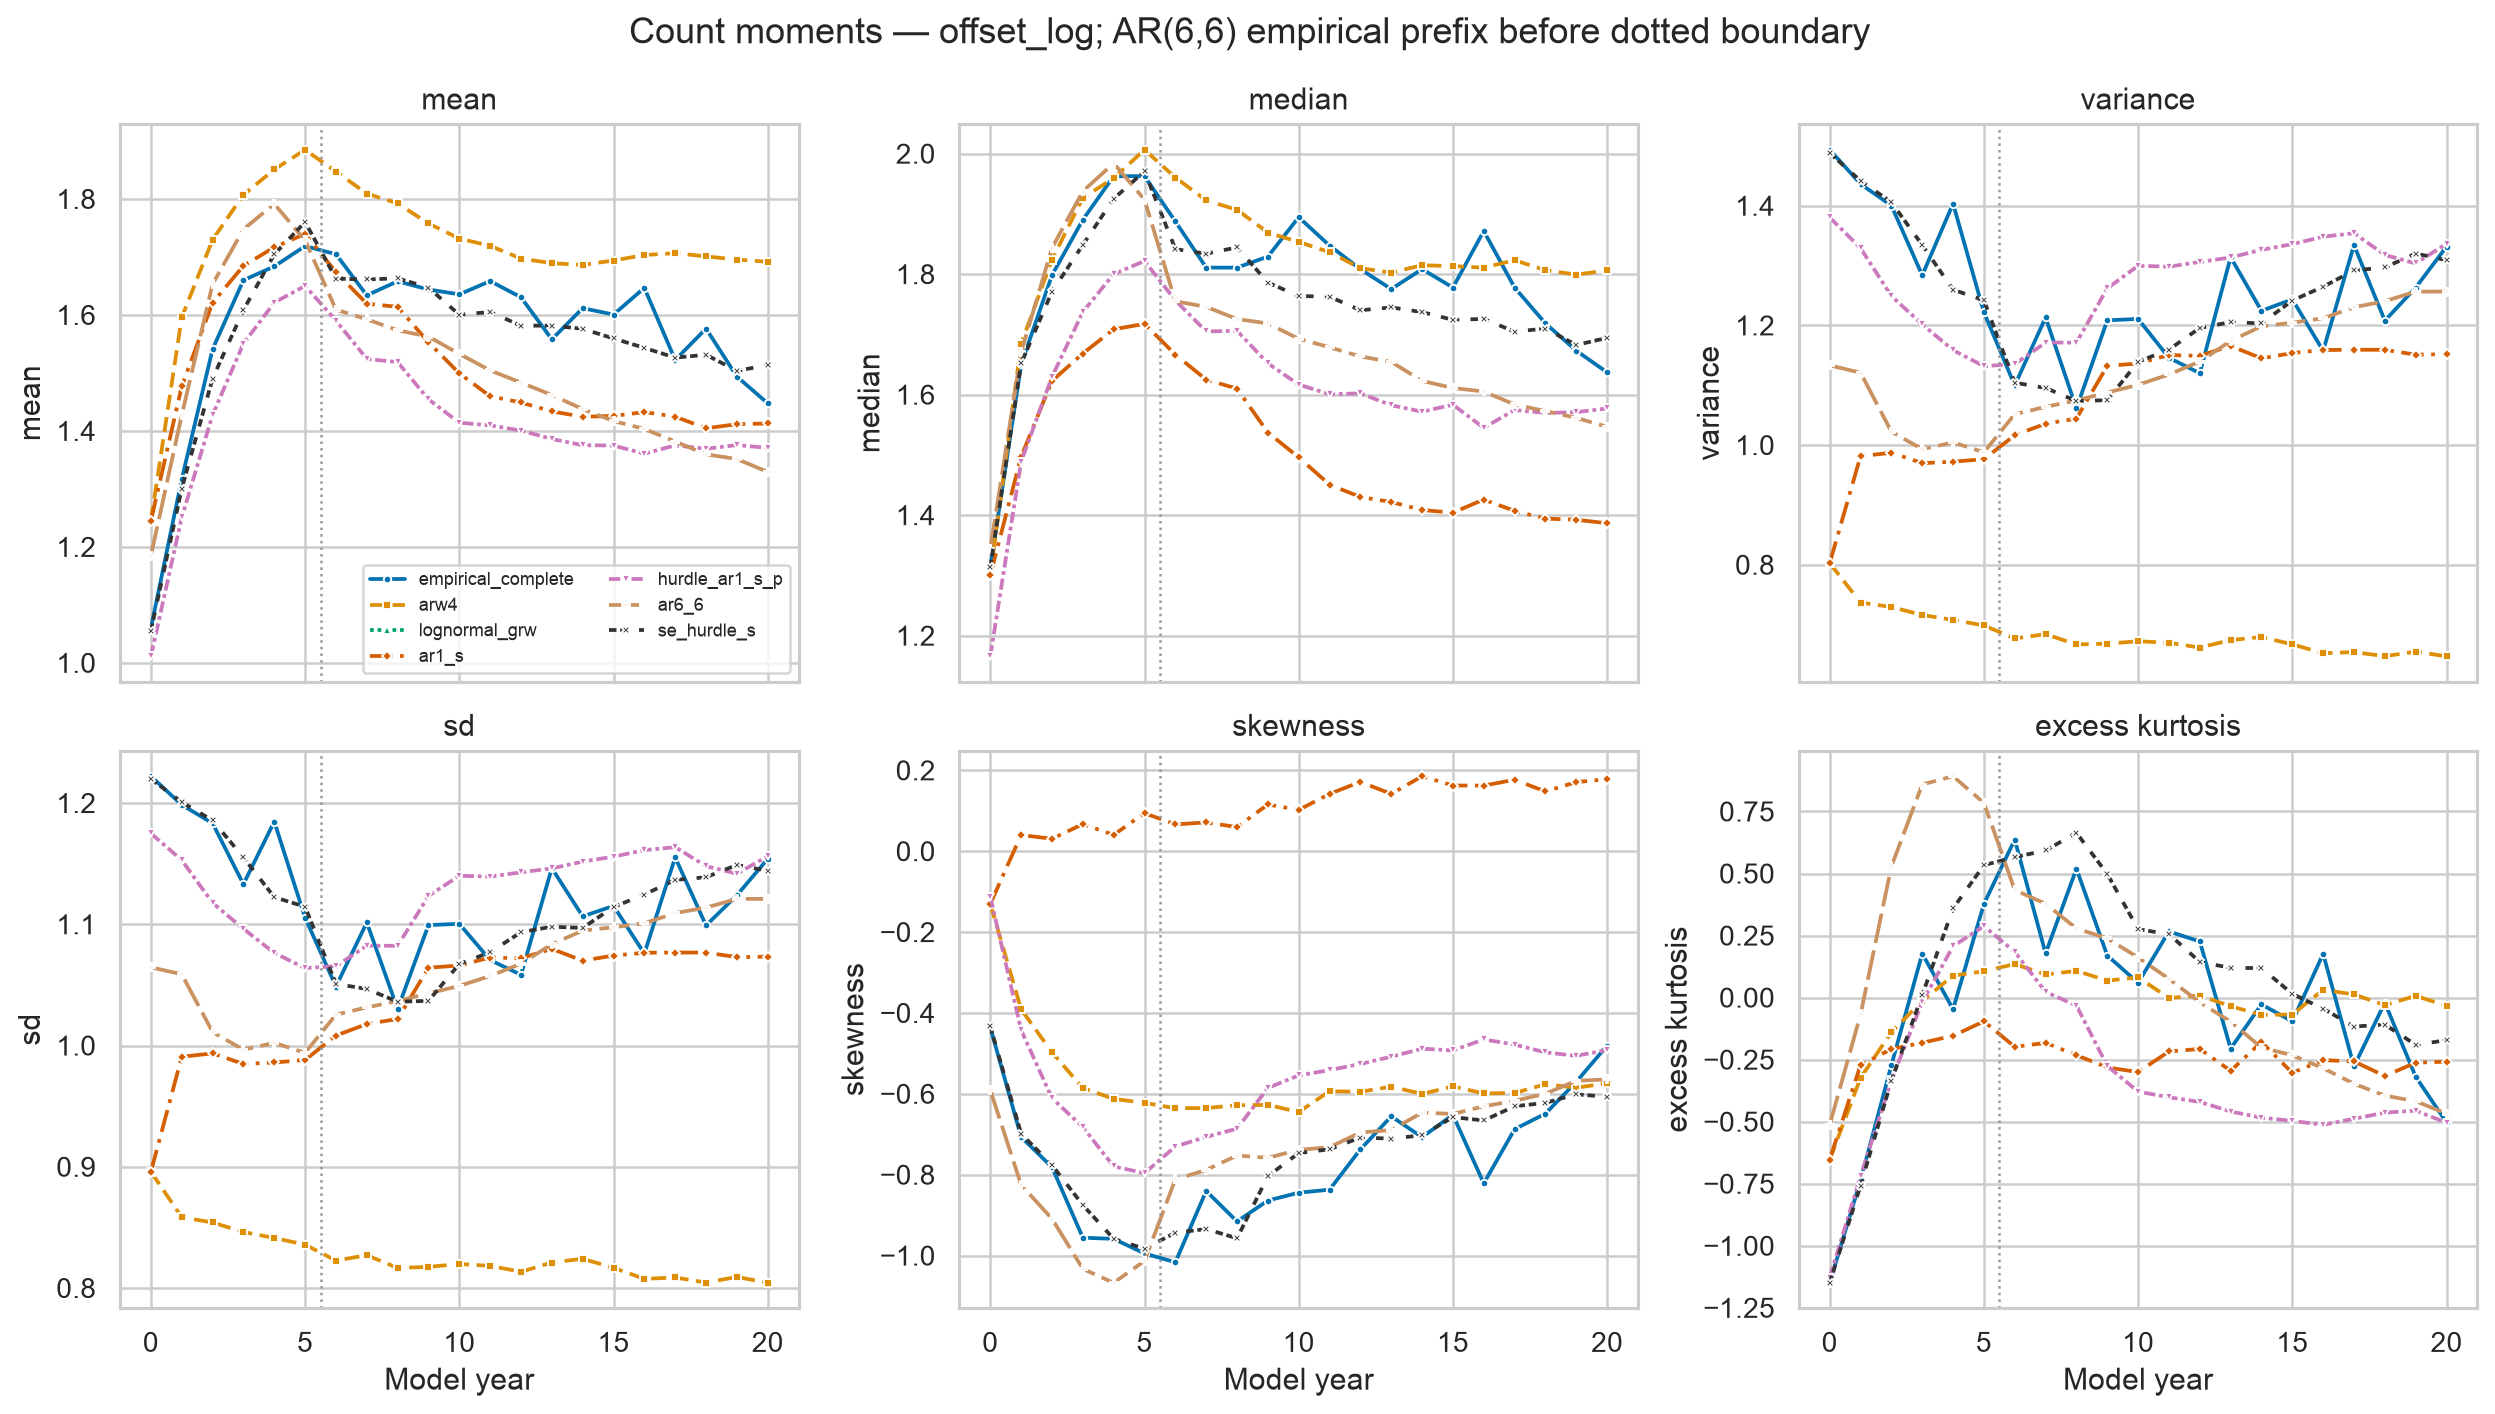 Count moments — offset_log; AR(6,6) empirical prefix before dotted boundary
mean
mean
1.8
1.6
1.4
1.2
1.0
empirical_complete
arw4
lognormal_grw
ar1_s
hurdle_ar1_s_p
ar6_6
se_hurdle_s
median
median
2.0
1.8
1.6
1.4
1.2
variance
variance
1.4
1.2
1.0
0.8
sd
sd
1.2
1.1
1.0
0.9
0.8
0 5 10 15 20
Model year
skewness
skewness
0.2
0.0
−0.2
−0.4
−0.6
−0.8
−1.0
0 5 10 15 20
Model year
excess kurtosis
excess kurtosis
0.75
0.50
0.25
0.00
−0.25
−0.50
−0.75
−1.00
−1.25
0 5 10 15 20
Model year